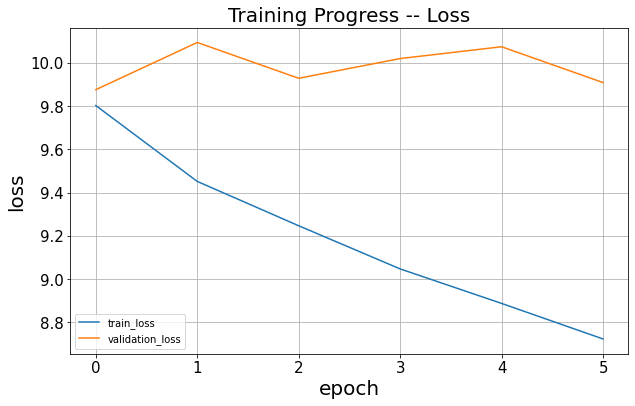 Training Progress -- Loss
loss
10.0
9.8
9.6
9.4
9.2
9.0
8.8
train_loss
validation_loss
0 1 2 3 4 5
epoch